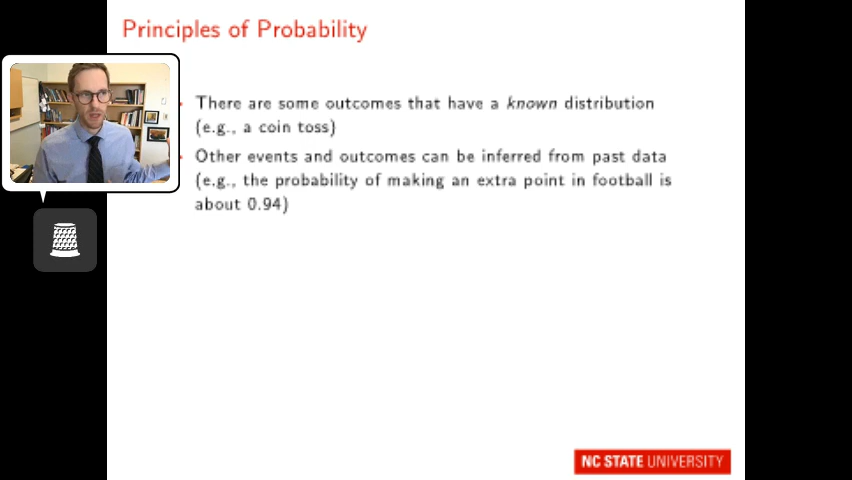 Principles of Probability
There are some outcomes that have a known distribution
(e.g., a coin toss)
Other events and outcomes can be inferred from past data
(e.g., the probability of making an extra point in football is
about 0.94)
NC STATE UNIVERSITY